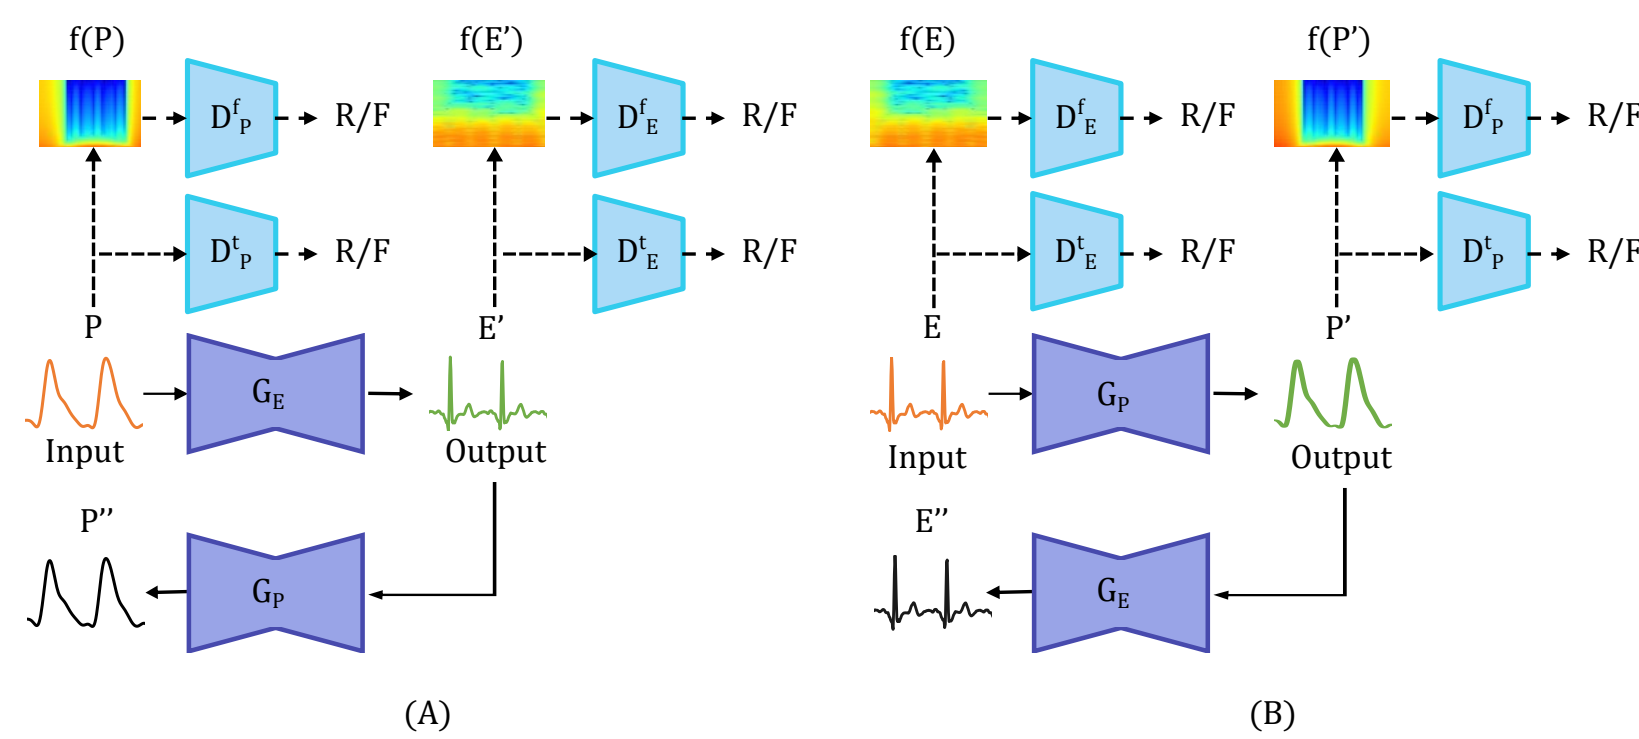 f(P) f(E’) f(E) f(P’)
D^f_P R/F D^f_E R/F D^f_E R/F D^f_P R/F
D^t_P R/F D^t_E R/F D^t_E R/F D^t_P R/F
P E’ E P’
G_E G_P
Input Output Input Output
P’’ E’’
G_P G_E
(A) (B)